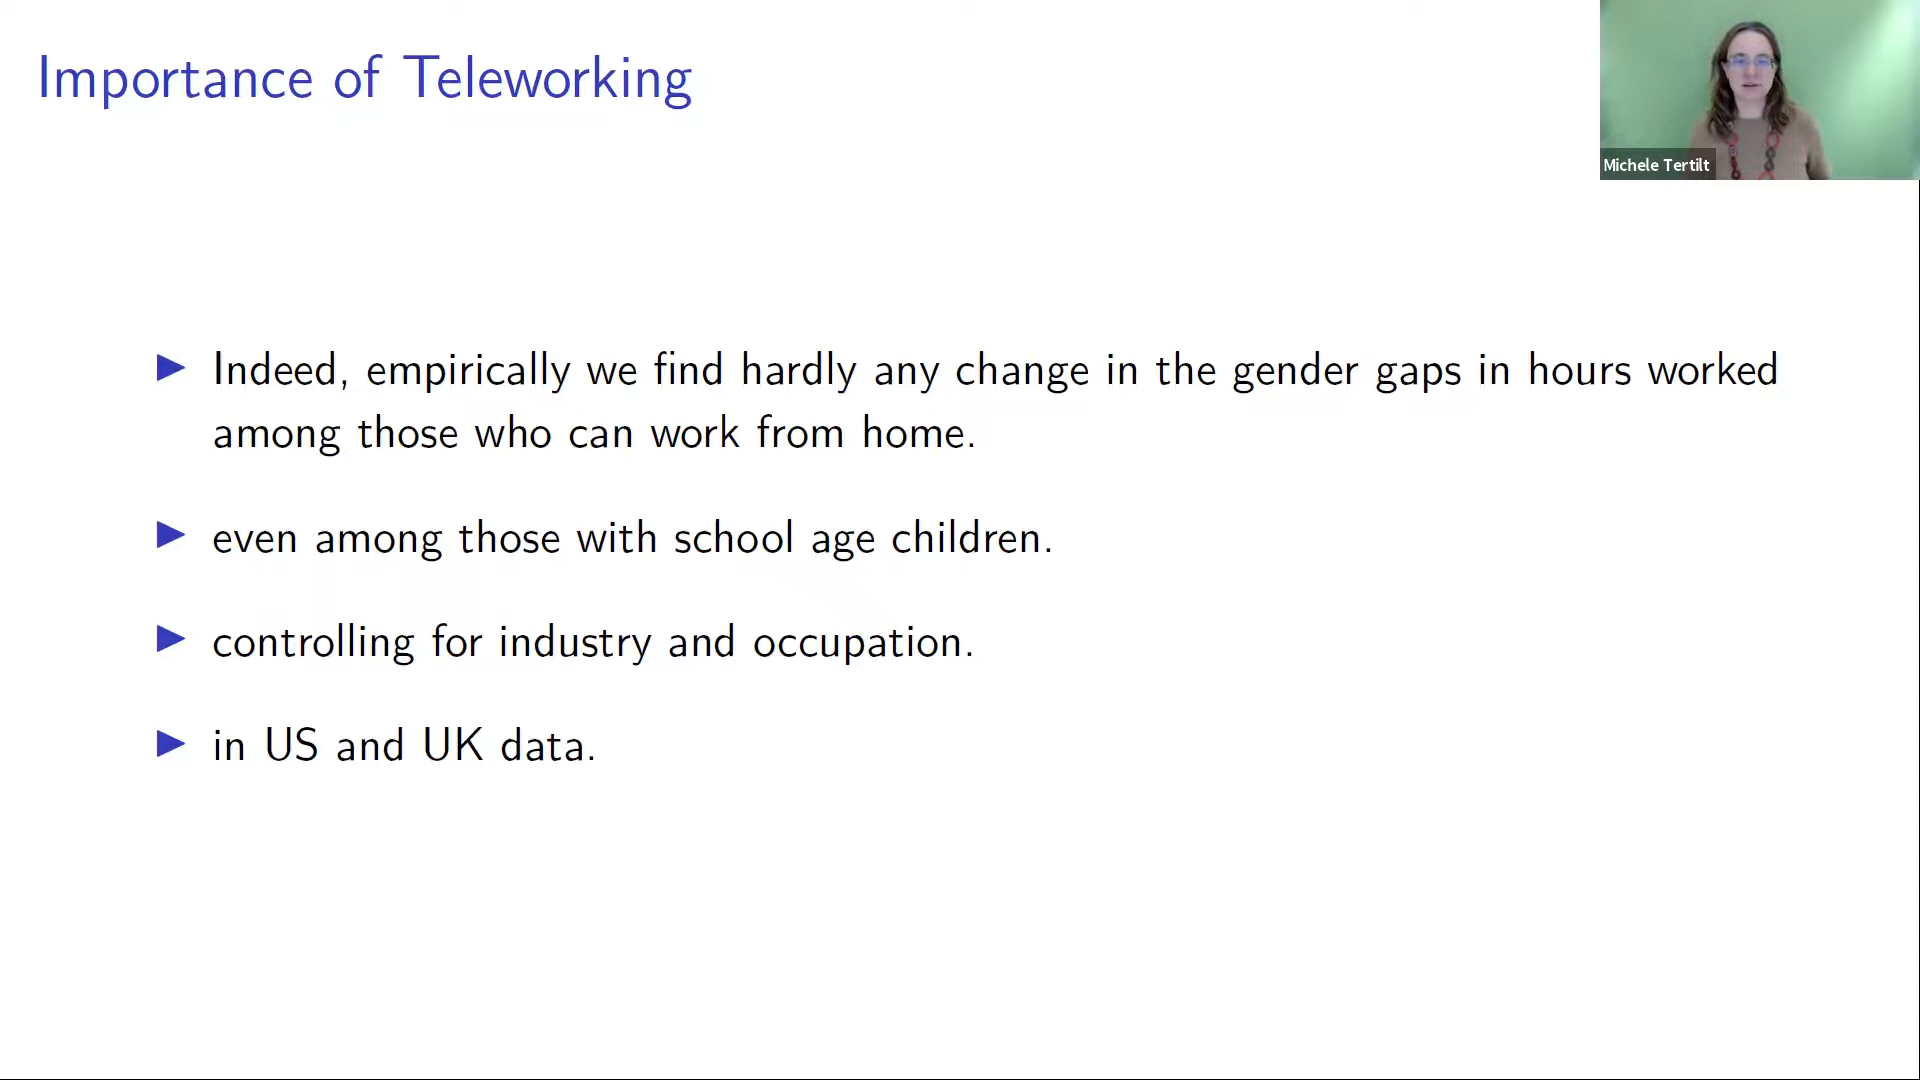 Importance of Teleworking
Michele Tertilt
▶ Indeed, empirically we find hardly any change in the gender gaps in hours worked
among those who can work from home.
▶ even among those with school age children.
▶ controlling for industry and occupation.
▶ in US and UK data.